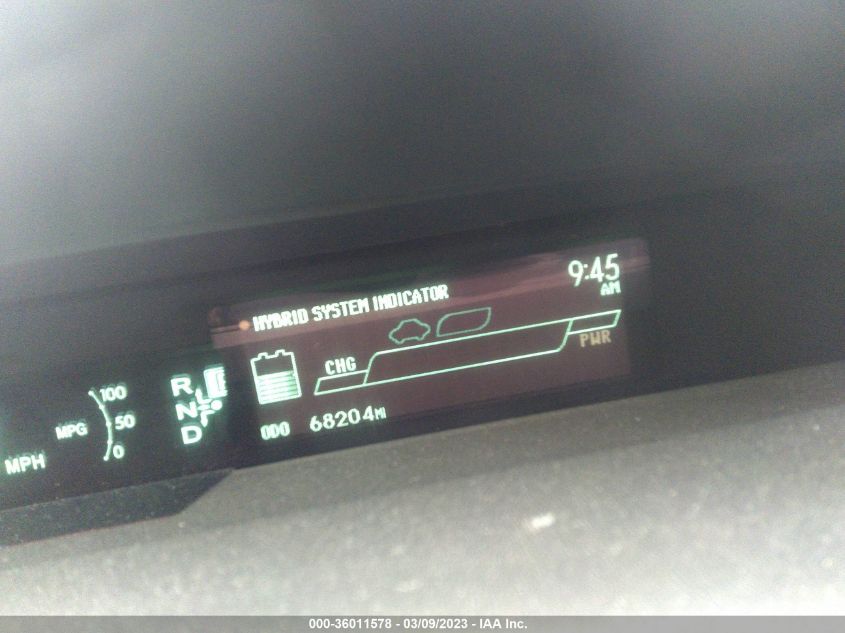 9:45
AM
HYBRID SYSTEM INDICATOR
CHG
PWR
ODO 68204MI
100
50
0
MPG
MPH
R
N
D
000-36011578 - 03/09/2023 - IAA Inc.